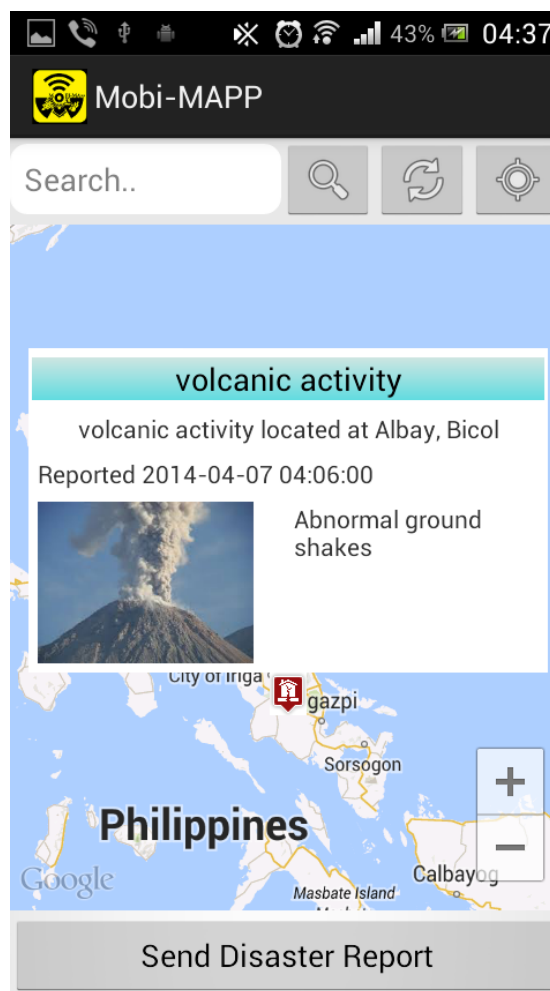 43% 04:37
Mobi-MAPP
Search..
volcanic activity
volcanic activity located at Albay, Bicol
Reported 2014-04-07 04:06:00
Abnormal ground
shakes
City of Iriga
gazpi
Sorsogon
Philippines
Calbayog
Google
Masbate Island
Send Disaster Report